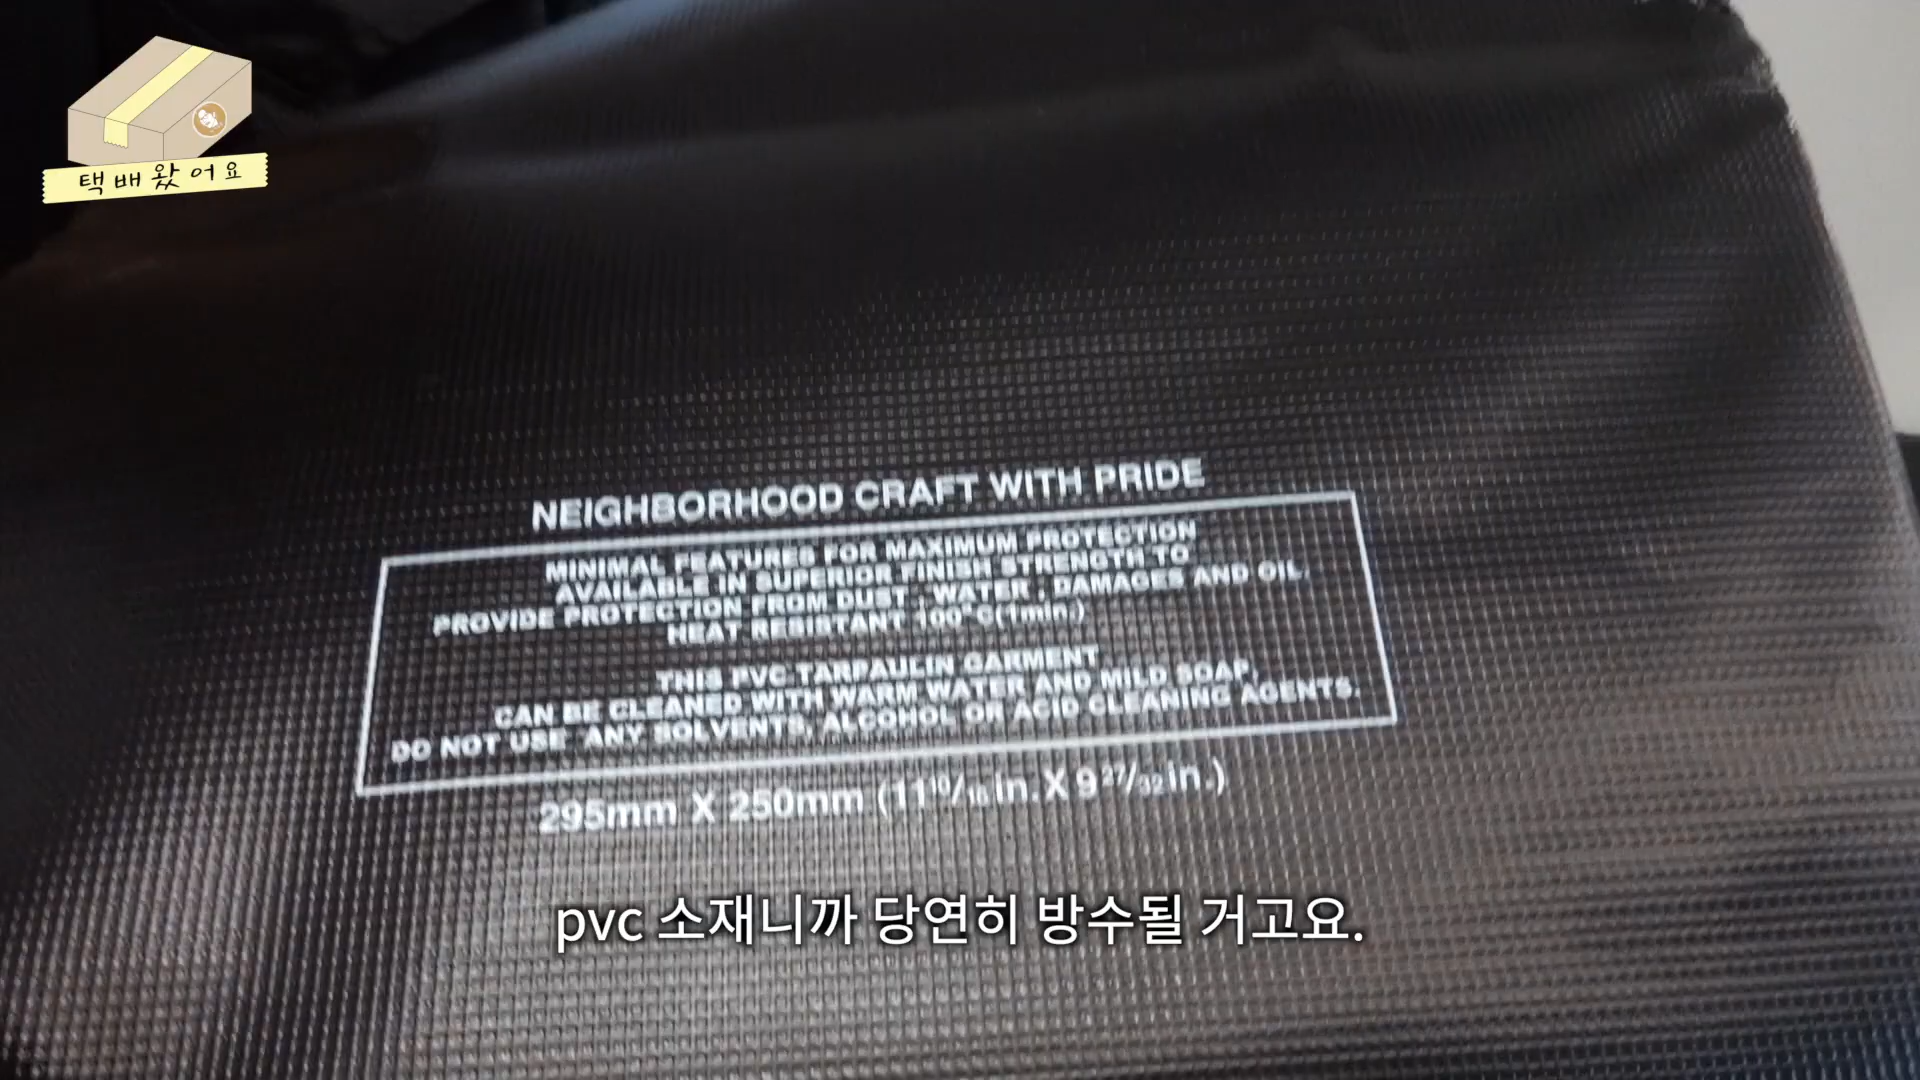 택배왔어요
NEIGHBORHOOD CRAFT WITH PRIDE
MINIMAL FEATURES FOR MAXIMUM PROTECTION
AVAILABLE IN SUPERIOR FINISH STRENGTH TO
PROVIDE PROTECTION FROM DUST , WATER , DAMAGES AND OIL.
HEAT RESISTANT 100°C(1min.)
THIS PVC TARPAULIN GARMENT
CAN BE CLEANED WITH WARM WATER AND MILD SOAP,
DO NOT USE ANY SOLVENTS, ALCOHOL OR ACID CLEANING AGENTS.
295mm X 250mm (11 10/16 in. X 9 27/32 in.)
pvc 소재니까 당연히 방수될 거고요.